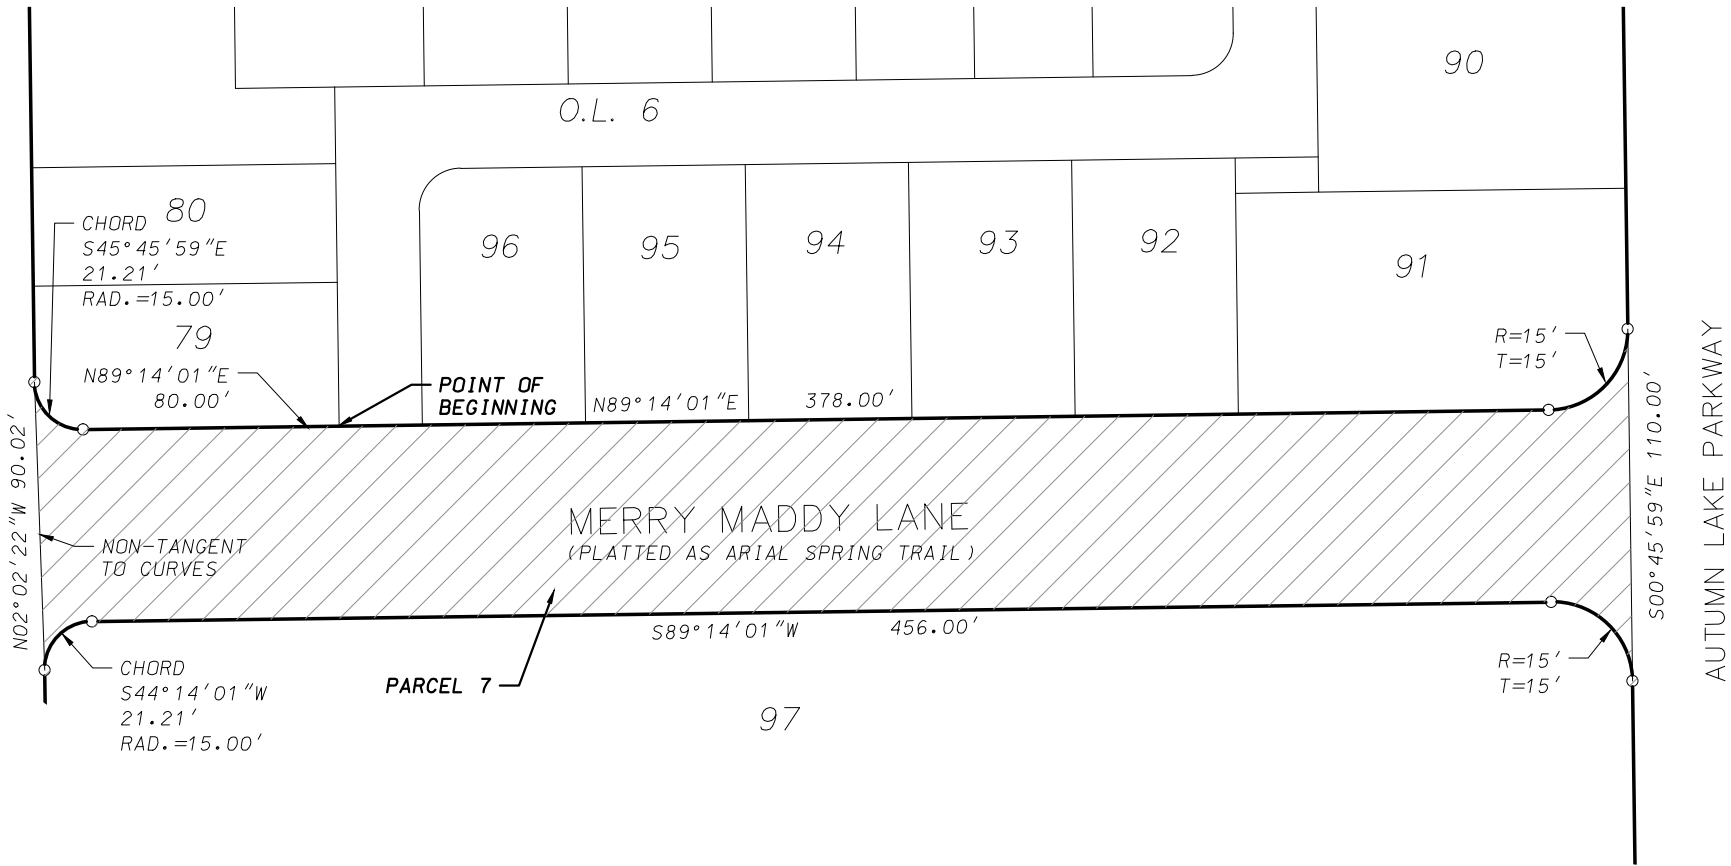 90
O.L. 6
80
CHORD
S45°45'59"E
21.21'
RAD.=15.00'
96
95
94
93
92
91
79
N89°14'01"E
80.00'
POINT OF
BEGINNING
N89°14'01"E 378.00'
R=15'
T=15'
N02°02'22"W 90.02'
S00°45'59"E 110.00'
AUTUMN LAKE PARKWAY
MERRY MADDY LANE
(PLATTED AS ARIAL SPRING TRAIL)
NON-TANGENT
TO CURVES
S89°14'01"W 456.00'
CHORD
S44°14'01"W
21.21'
RAD.=15.00'
PARCEL 7
R=15'
T=15'
97